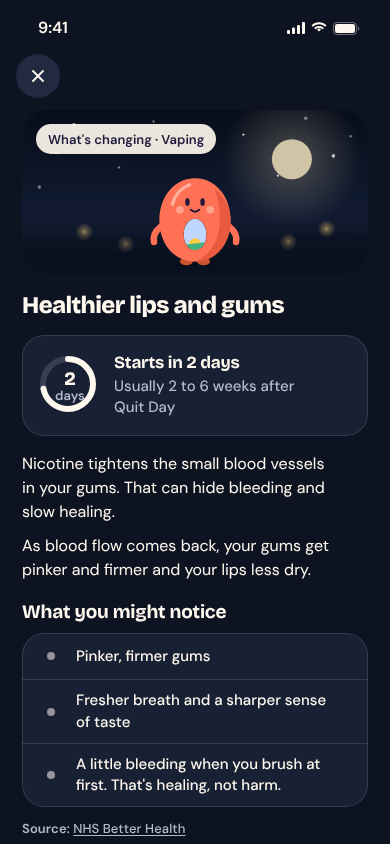 9:41
What's changing · Vaping
Healthier lips and gums
2
days
Starts in 2 days
Usually 2 to 6 weeks after
Quit Day
Nicotine tightens the small blood vessels
in your gums. That can hide bleeding and
slow healing.
As blood flow comes back, your gums get
pinker and firmer and your lips less dry.
What you might notice
Pinker, firmer gums
Fresher breath and a sharper sense
of taste
A little bleeding when you brush at
first. That's healing, not harm.
Source: NHS Better Health